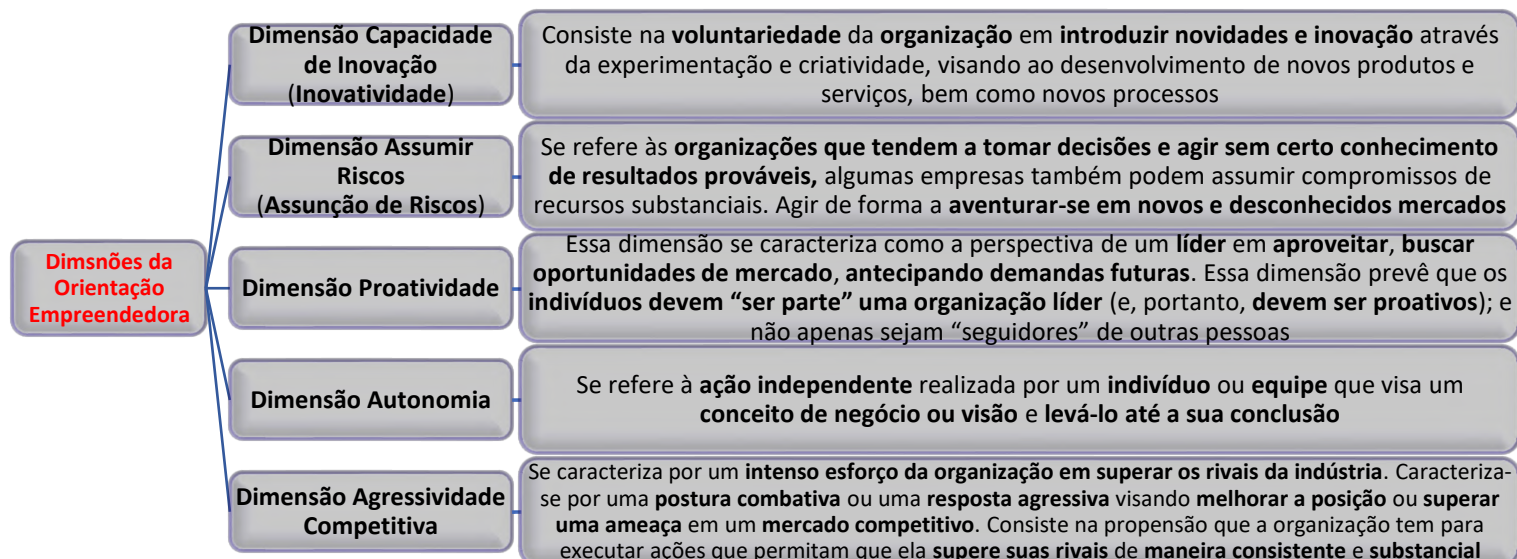 Dimensão Capacidade
de Inovação
(Inovatividade)
Consiste na voluntariedade da organização em introduzir novidades e inovação através
da experimentação e criatividade, visando ao desenvolvimento de novos produtos e
serviços, bem como novos processos
Dimensão Assumir
Riscos
(Assunção de Riscos)
Se refere às organizações que tendem a tomar decisões e agir sem certo conhecimento
de resultados prováveis, algumas empresas também podem assumir compromissos de
recursos substanciais. Agir de forma a aventurar-se em novos e desconhecidos mercados
Dimsnões da
Orientação
Empreendedora
Dimensão Proatividade
Essa dimensão se caracteriza como a perspectiva de um líder em aproveitar, buscar
oportunidades de mercado, antecipando demandas futuras. Essa dimensão prevê que os
indivíduos devem “ser parte” uma organização líder (e, portanto, devem ser proativos); e
não apenas sejam “seguidores” de outras pessoas
Dimensão Autonomia
Se refere à ação independente realizada por um indivíduo ou equipe que visa um
conceito de negócio ou visão e levá-lo até a sua conclusão
Dimensão Agressividade
Competitiva
Se caracteriza por um intenso esforço da organização em superar os rivais da indústria. Caracteriza-
se por uma postura combativa ou uma resposta agressiva visando melhorar a posição ou superar
uma ameaça em um mercado competitivo. Consiste na propensão que a organização tem para
executar ações que permitam que ela supere suas rivais de maneira consistente e substancial